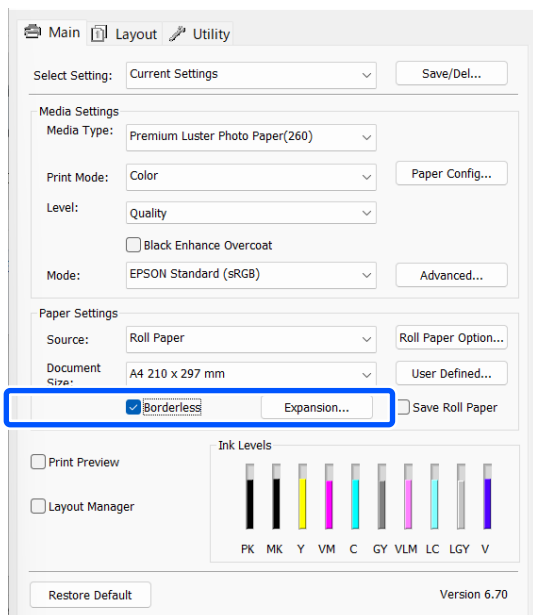 Main Layout Utility
Select Setting: Current Settings Save/Del...
Media Settings
Media Type: Premium Luster Photo Paper(260)
Print Mode: Color Paper Config...
Level: Quality
Black Enhance Overcoat
Mode: EPSON Standard (sRGB) Advanced...
Paper Settings
Source: Roll Paper Roll Paper Option...
Document
Size: A4 210 x 297 mm User Defined...
Borderless Expansion... Save Roll Paper
Ink Levels
Print Preview
Layout Manager
PK MK Y VM C GY VLM LC LGY V
Restore Default Version 6.70